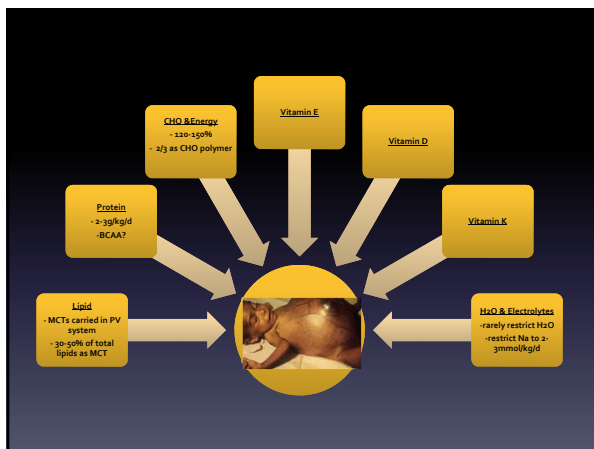 Lipid
- MCTs carried in PV
system
- 30-50% of total
lipids as MCT
Protein
- 2-3g/kg/d
-BCAA?
CHO &Energy
- 120-150%
- 2/3 as CHO polymer
Vitamin E
Vitamin D
Vitamin K
H2O & Electrolytes
-rarely restrict H2O
-restrict Na to 2-
3mmol/kg/d